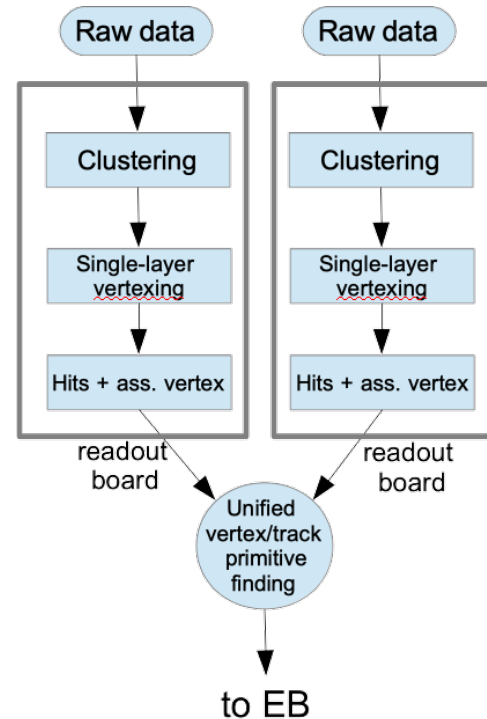 Raw data
Raw data
Clustering
Clustering
Single-layer
vertexing
Single-layer
vertexing
Hits + ass. vertex
Hits + ass. vertex
readout
board
readout
board
Unified
vertex/track
primitive
finding
to EB